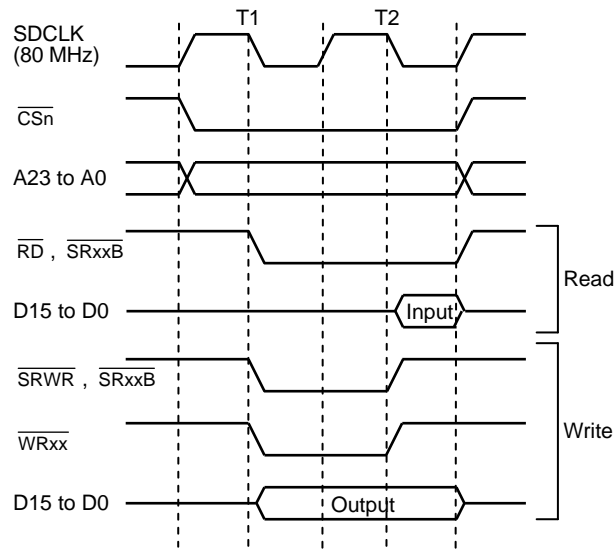 T1 T2
SDCLK
(80 MHz)
CSn
A23 to A0
RD , SRxxB
Read
D15 to D0 Input
SRWR , SRxxB
Write
WRxx
D15 to D0 Output